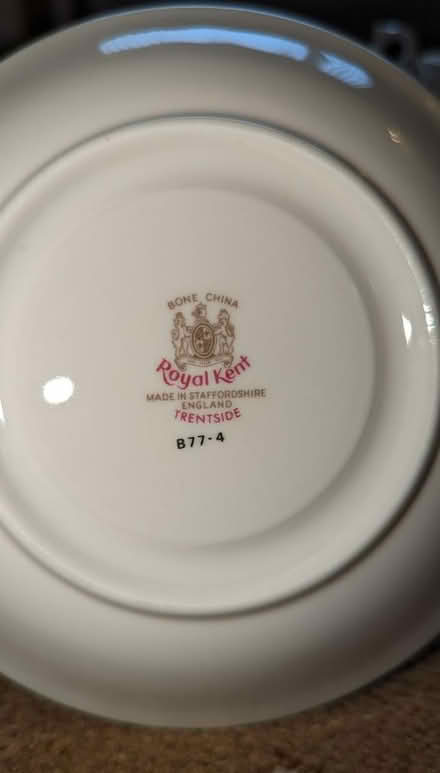 BONE CHINA
Royal Kent
MADE IN STAFFORDSHIRE
ENGLAND
TRENTSIDE
B77-4